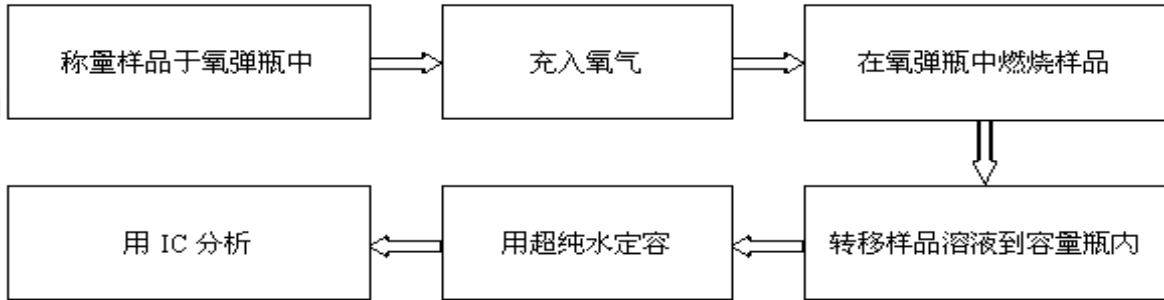 称量样品于氧弹瓶中
充入氧气
在氧弹瓶中燃烧样品
转移样品溶液到容量瓶内
用超纯水定容
用 IC 分析